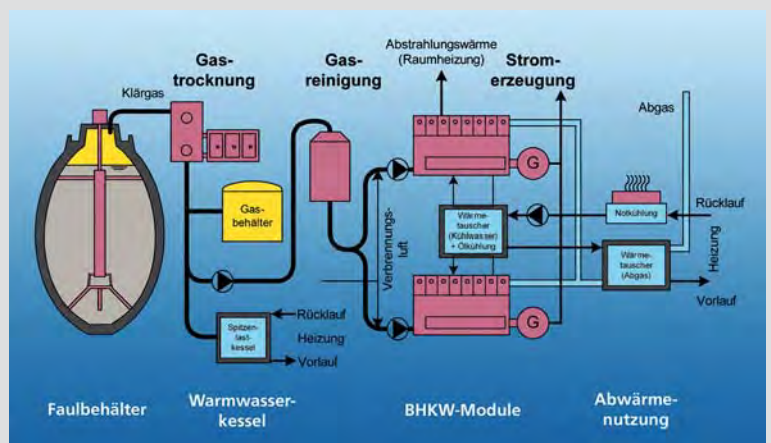 Gas-
trocknung
Gas-
reinigung
Abstrahlungswärme
(Raumheizung)
Strom-
erzeugung
Klärgas
Abgas
G
Gas-
behälter
Verbrennungs-
luft
Wärme-
tauscher
(Kühlwasser)
+ Ölkühlung
Notkühlung
Rücklauf
Heizung
Wärme-
tauscher
(Abgas)
Vorlauf
Spitzen-
last-
kessel
Rücklauf
Heizung
Vorlauf
G
Faulbehälter
Warmwasser-
kessel
BHKW-Module
Abwärme-
nutzung